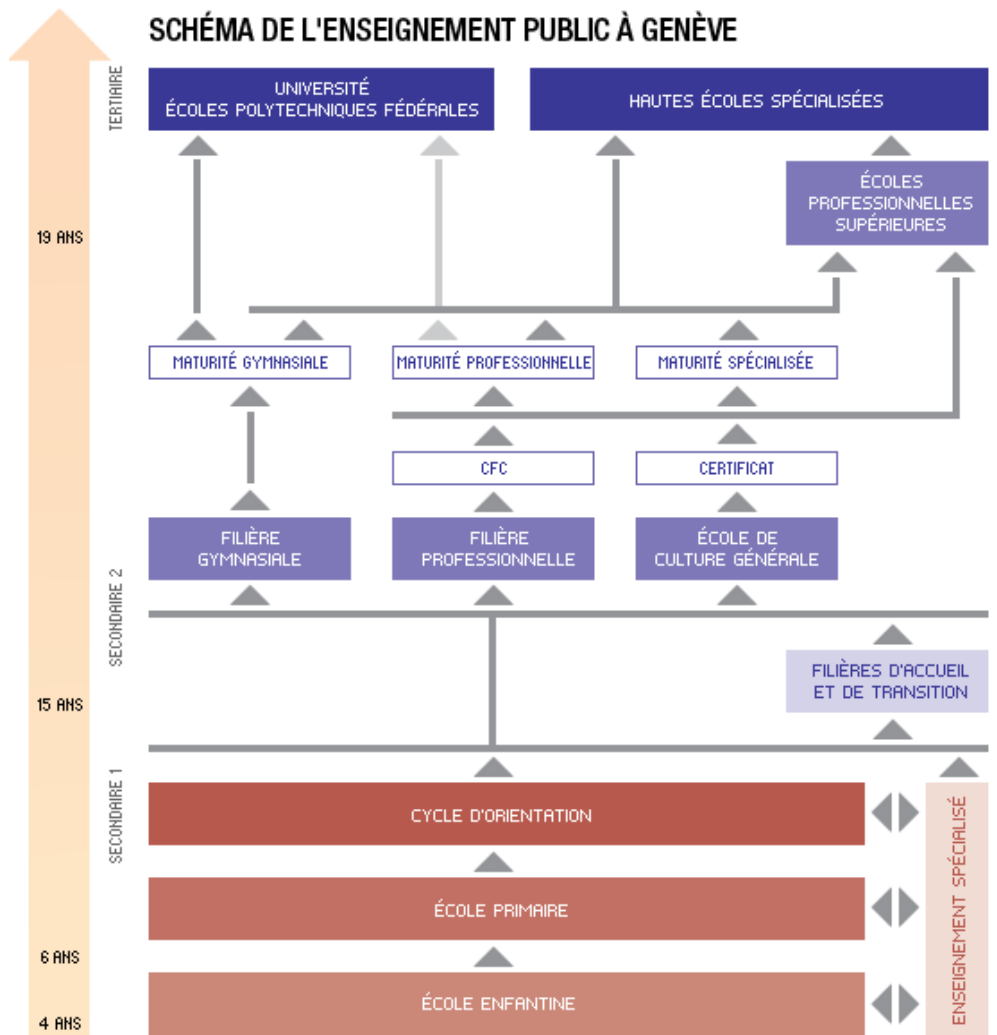 SCHÉMA DE L'ENSEIGNEMENT PUBLIC À GENÈVE
TERTIAIRE
UNIVERSITÉ
ÉCOLES POLYTECHNIQUES FÉDÉRALES
HAUTES ÉCOLES SPÉCIALISÉES
ÉCOLES
PROFESSIONNELLES
SUPÉRIEURES
19 ANS
MATURITÉ GYMNASIALE
MATURITÉ PROFESSIONNELLE
MATURITÉ SPÉCIALISÉE
CFC
CERTIFICAT
FILIÈRE
GYMNASIALE
FILIÈRE
PROFESSIONNELLE
ÉCOLE DE
CULTURE GÉNÉRALE
SECONDAIRE 2
FILIÈRES D'ACCUEIL
ET DE TRANSITION
15 ANS
SECONDAIRE 1
CYCLE D'ORIENTATION
ENSEIGNEMENT SPÉCIALISÉ
ÉCOLE PRIMAIRE
6 ANS
ÉCOLE ENFANTINE
4 ANS